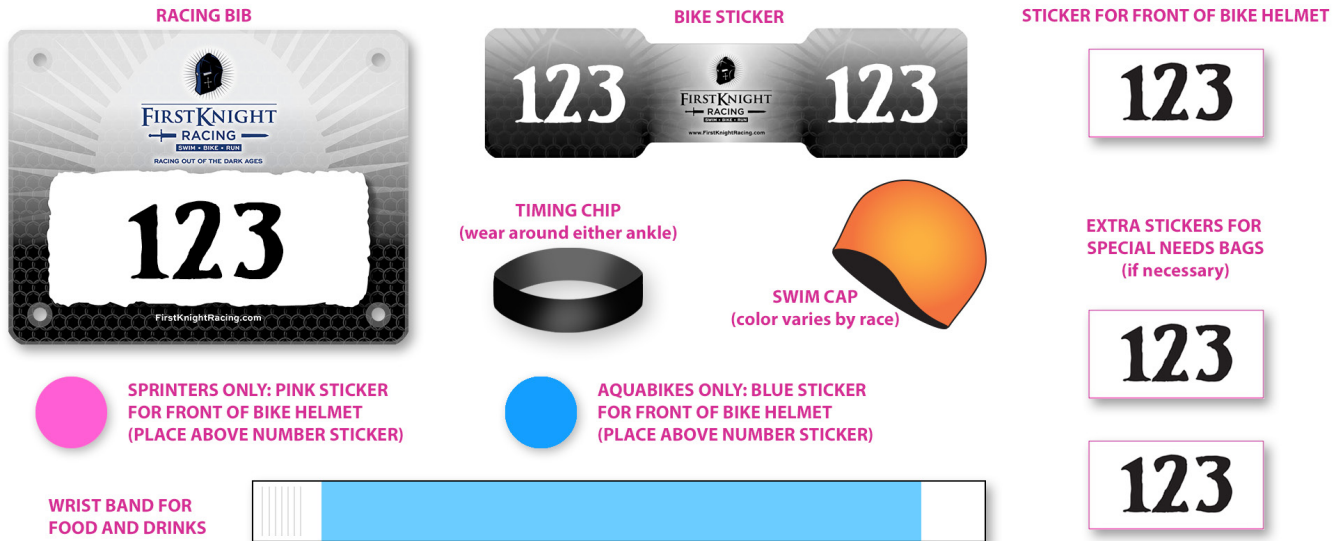 RACING BIB
FIRSTKNIGHT
RACING
SWIM • BIKE • RUN
RACING OUT OF THE DARK AGES
123
FirstKnightRacing.com
BIKE STICKER
123
FIRSTKNIGHT
RACING
SWIM • BIKE • RUN
www.FirstKnightRacing.com
123
STICKER FOR FRONT OF BIKE HELMET
123
TIMING CHIP
(wear around either ankle)
SWIM CAP
(color varies by race)
EXTRA STICKERS FOR
SPECIAL NEEDS BAGS
(if necessary)
123
123
SPRINTERS ONLY: PINK STICKER
FOR FRONT OF BIKE HELMET
(PLACE ABOVE NUMBER STICKER)
AQUABIKES ONLY: BLUE STICKER
FOR FRONT OF BIKE HELMET
(PLACE ABOVE NUMBER STICKER)
WRIST BAND FOR
FOOD AND DRINKS